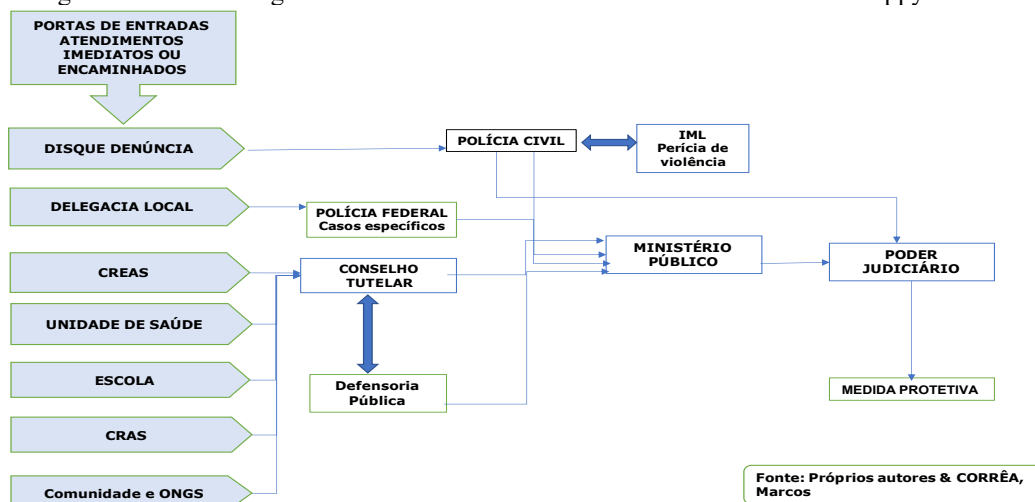 PORTAS DE ENTRADAS
ATENDIMENTOS
IMEDIATOS OU
ENCAMINHADOS
DISQUE DENÚNCIA
POLÍCIA CIVIL
IML
Perícia de
violência
DELEGACIA LOCAL
POLÍCIA FEDERAL
Casos específicos
CREAS
CONSELHO
TUTELAR
MINISTÉRIO
PÚBLICO
PODER
JUDICIÁRIO
UNIDADE DE SAÚDE
ESCOLA
Defensoria
Pública
MEDIDA PROTETIVA
CRAS
Comunidade e ONGS
Fonte: Próprios autores & CORRÊA,
Marcos